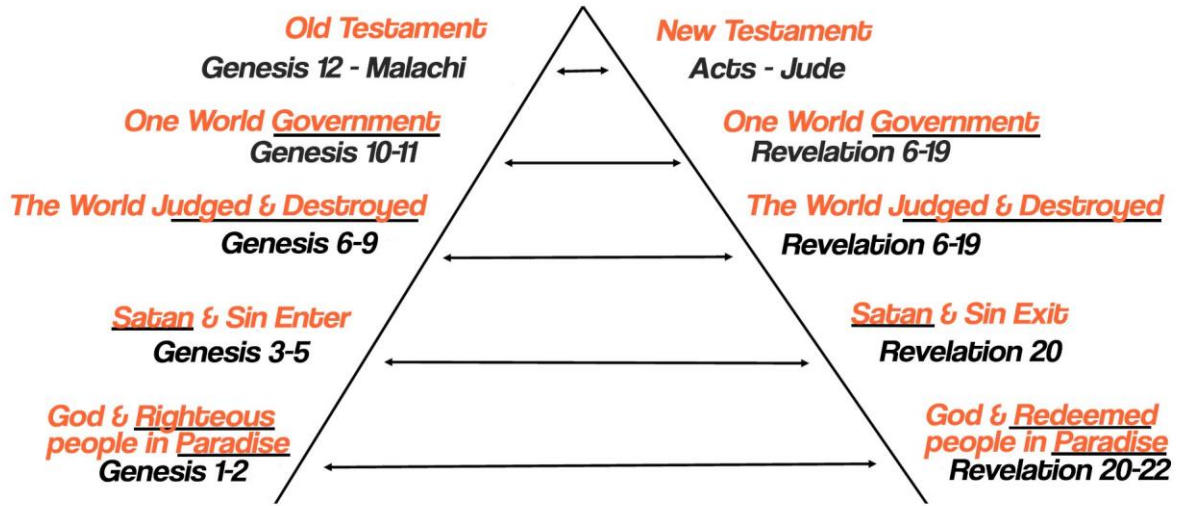 Old Testament
Genesis 12 - Malachi
New Testament
Acts - Jude
One World Government
Genesis 10-11
One World Government
Revelation 6-19
The World Judged & Destroyed
Genesis 6-9
The World Judged & Destroyed
Revelation 6-19
Satan & Sin Enter
Genesis 3-5
Satan & Sin Exit
Revelation 20
God & Righteous
people in Paradise
Genesis 1-2
God & Redeemed
people in Paradise
Revelation 20-22